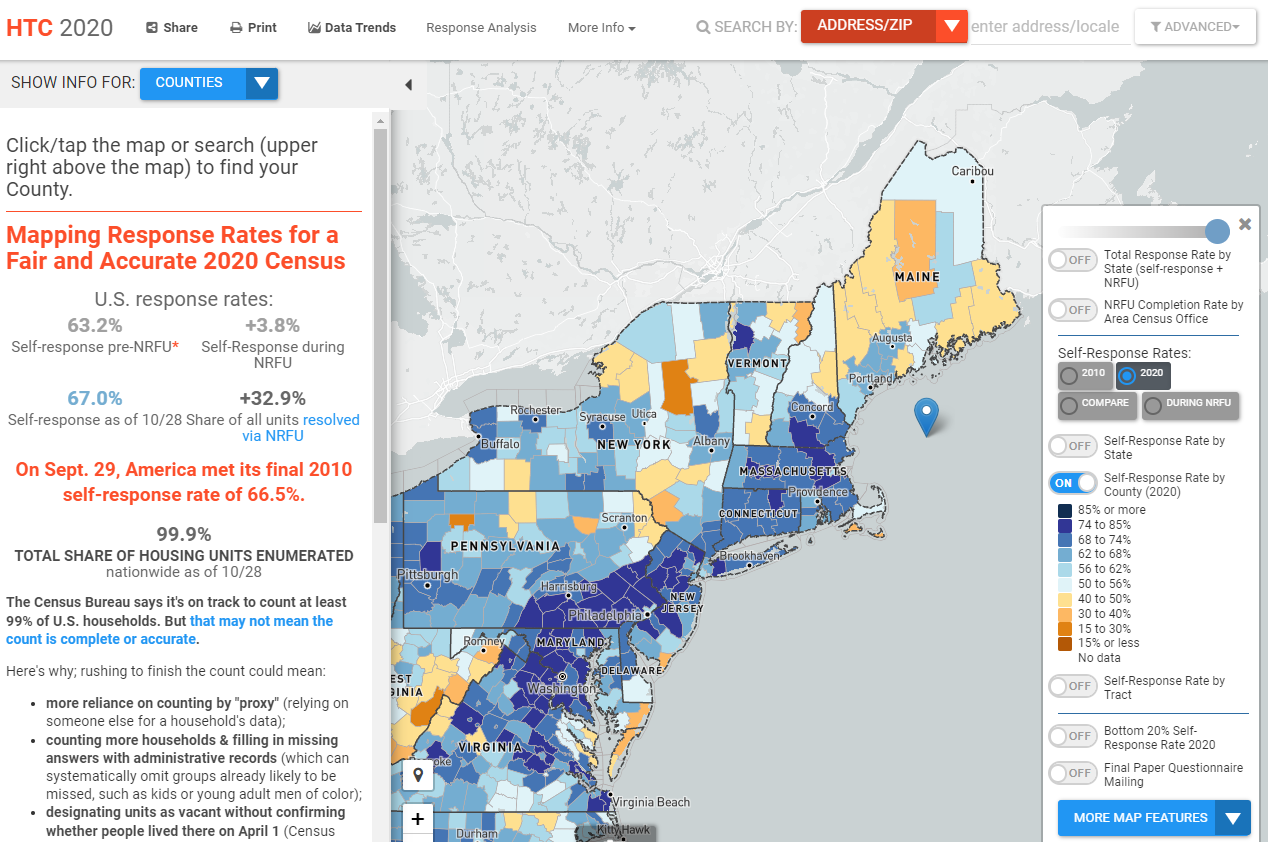 HTC 2020
Share
Print
Data Trends
Response Analysis
More Info
SEARCH BY:
ADDRESS/ZIP
enter address/locale
ADVANCED
SHOW INFO FOR:
COUNTIES
Click/tap the map or search (upper
right above the map) to find your
County.
Mapping Response Rates for a
Fair and Accurate 2020 Census
U.S. response rates:
63.2%
+3.8%
Self-response pre-NRFU*
Self-Response during
NRFU
67.0%
+32.9%
Self-response as of 10/28
Share of all units resolved
via NRFU
On Sept. 29, America met its final 2010
self-response rate of 66.5%.
99.9%
TOTAL SHARE OF HOUSING UNITS ENUMERATED
nationwide as of 10/28
The Census Bureau says it's on track to count at least
99% of U.S. households. But that may not mean the
count is complete or accurate.
Here's why; rushing to finish the count could mean:
• more reliance on counting by "proxy" (relying on
someone else for a household's data);
• counting more households & filling in missing
answers with administrative records (which can
systematically omit groups already likely to be
missed, such as kids or young adult men of color);
• designating units as vacant without confirming
whether people lived there on April 1 (Census
Caribou
MAINE
Augusta
VERMONT
Portland
Concord
Rochester
Syracuse
Utica
Buffalo
NEW YORK
Albany
MASSACHUSETTS
Providence
CONNECTICUT
Scranton
PENNSYLVANIA
Brookhaven
Pittsburgh
Harrisburg
NEW
JERSEY
Philadelphia
Romney
MARYLAND
DELAWARE
EST
GINIA
Washington
VIRGINIA
oke
Virginia Beach
+
Durham
Kitty Hawk
OFF
Total Response Rate by
State (self-response +
NRFU)
OFF
NRFU Completion Rate by
Area Census Office
Self-Response Rates:
2010
2020
COMPARE
DURING NRFU
OFF
Self-Response Rate by
State
ON
Self-Response Rate by
County (2020)
85% or more
74 to 85%
68 to 74%
62 to 68%
56 to 62%
50 to 56%
40 to 50%
30 to 40%
15 to 30%
15% or less
No data
OFF
Self-Response Rate by
Tract
OFF
Bottom 20% Self-
Response Rate 2020
OFF
Final Paper Questionnaire
Mailing
MORE MAP FEATURES